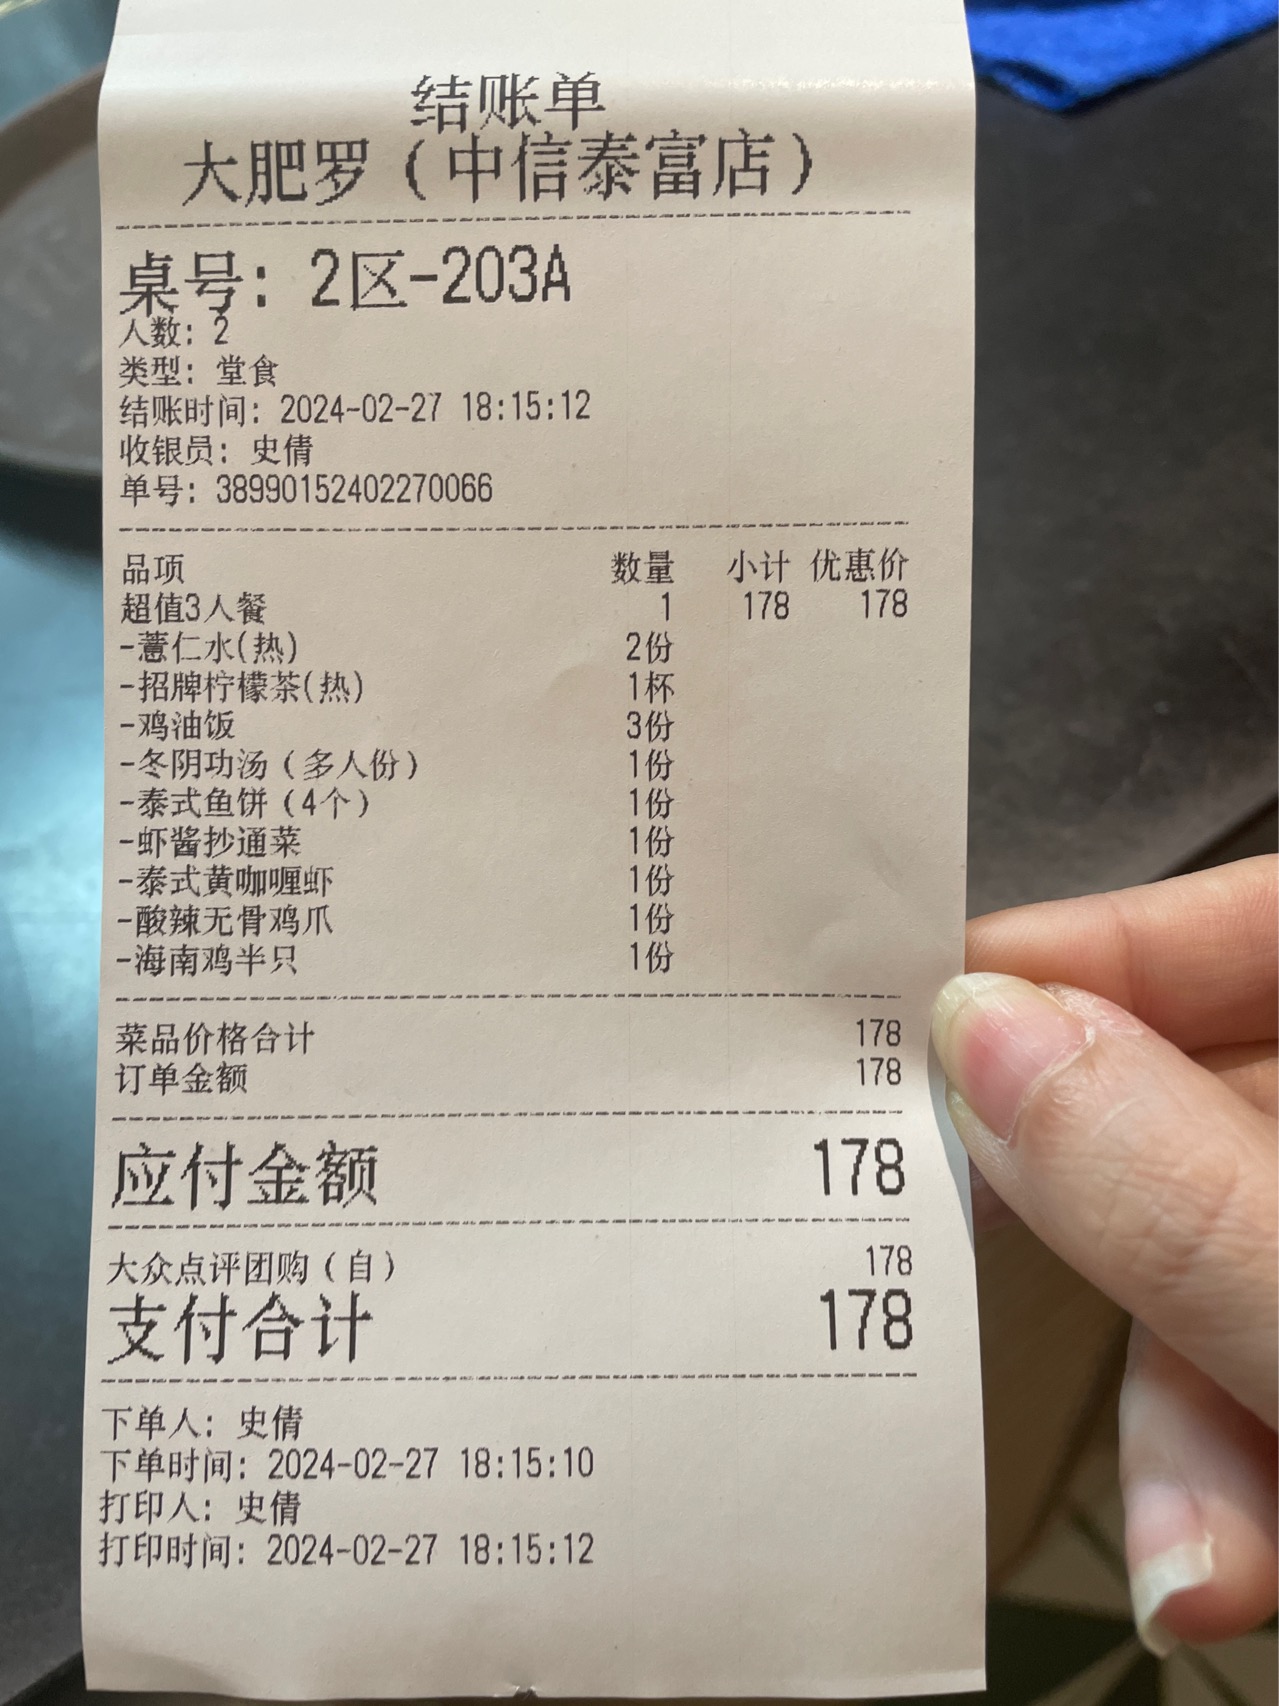 结账单
大肥罗（中信泰富店）
桌号：2区-203A
人数：2
类型：堂食
结账时间：2024-02-27 18:15:12
收银员：史倩
单号：38990152402270066
品项 数量 小计 优惠价
超值3人餐 1 178 178
-薏仁水(热) 2份
-招牌柠檬茶(热) 1杯
-鸡油饭 3份
-冬阴功汤（多人份） 1份
-泰式鱼饼（4个） 1份
-虾酱抄通菜 1份
-泰式黄咖喱虾 1份
-酸辣无骨鸡爪 1份
-海南鸡半只 1份
菜品价格合计 178
订单金额 178
应付金额 178
大众点评团购（自） 178
支付合计 178
下单人：史倩
下单时间：2024-02-27 18:15:10
打印人：史倩
打印时间：2024-02-27 18:15:12